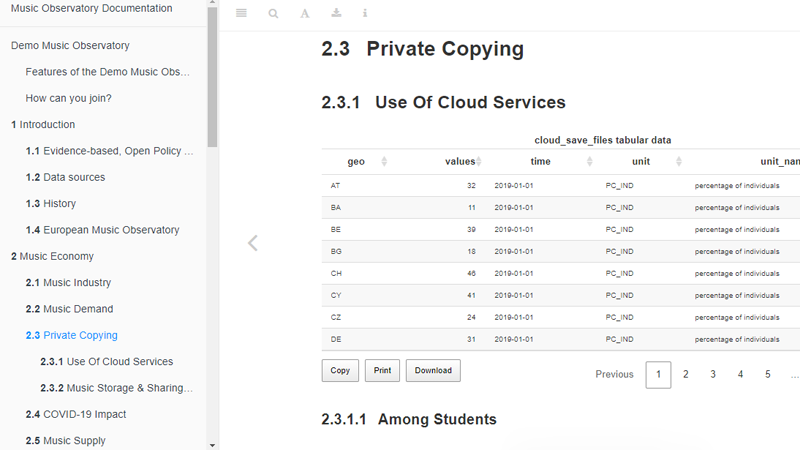 Music Observatory Documentation
Demo Music Observatory
Features of the Demo Music Obs…
How can you join?
1 Introduction
1.1 Evidence-based, Open Policy …
1.2 Data sources
1.3 History
1.4 European Music Observatory
2 Music Economy
2.1 Music Industry
2.2 Music Demand
2.3 Private Copying
2.3.1 Use Of Cloud Services
2.3.2 Music Storage & Sharing…
2.4 COVID-19 Impact
2.5 Music Supply
2.3 Private Copying
2.3.1 Use Of Cloud Services
cloud_save_files tabular data
geo values time unit unit_nam
AT 32 2019-01-01 PC_IND percentage of individuals
BA 11 2019-01-01 PC_IND percentage of individuals
BE 39 2019-01-01 PC_IND percentage of individuals
BG 18 2019-01-01 PC_IND percentage of individuals
CH 46 2019-01-01 PC_IND percentage of individuals
CY 41 2019-01-01 PC_IND percentage of individuals
CZ 24 2019-01-01 PC_IND percentage of individuals
DE 31 2019-01-01 PC_IND percentage of individuals
Copy Print Download Previous 1 2 3 4 5 …
2.3.1.1 Among Students